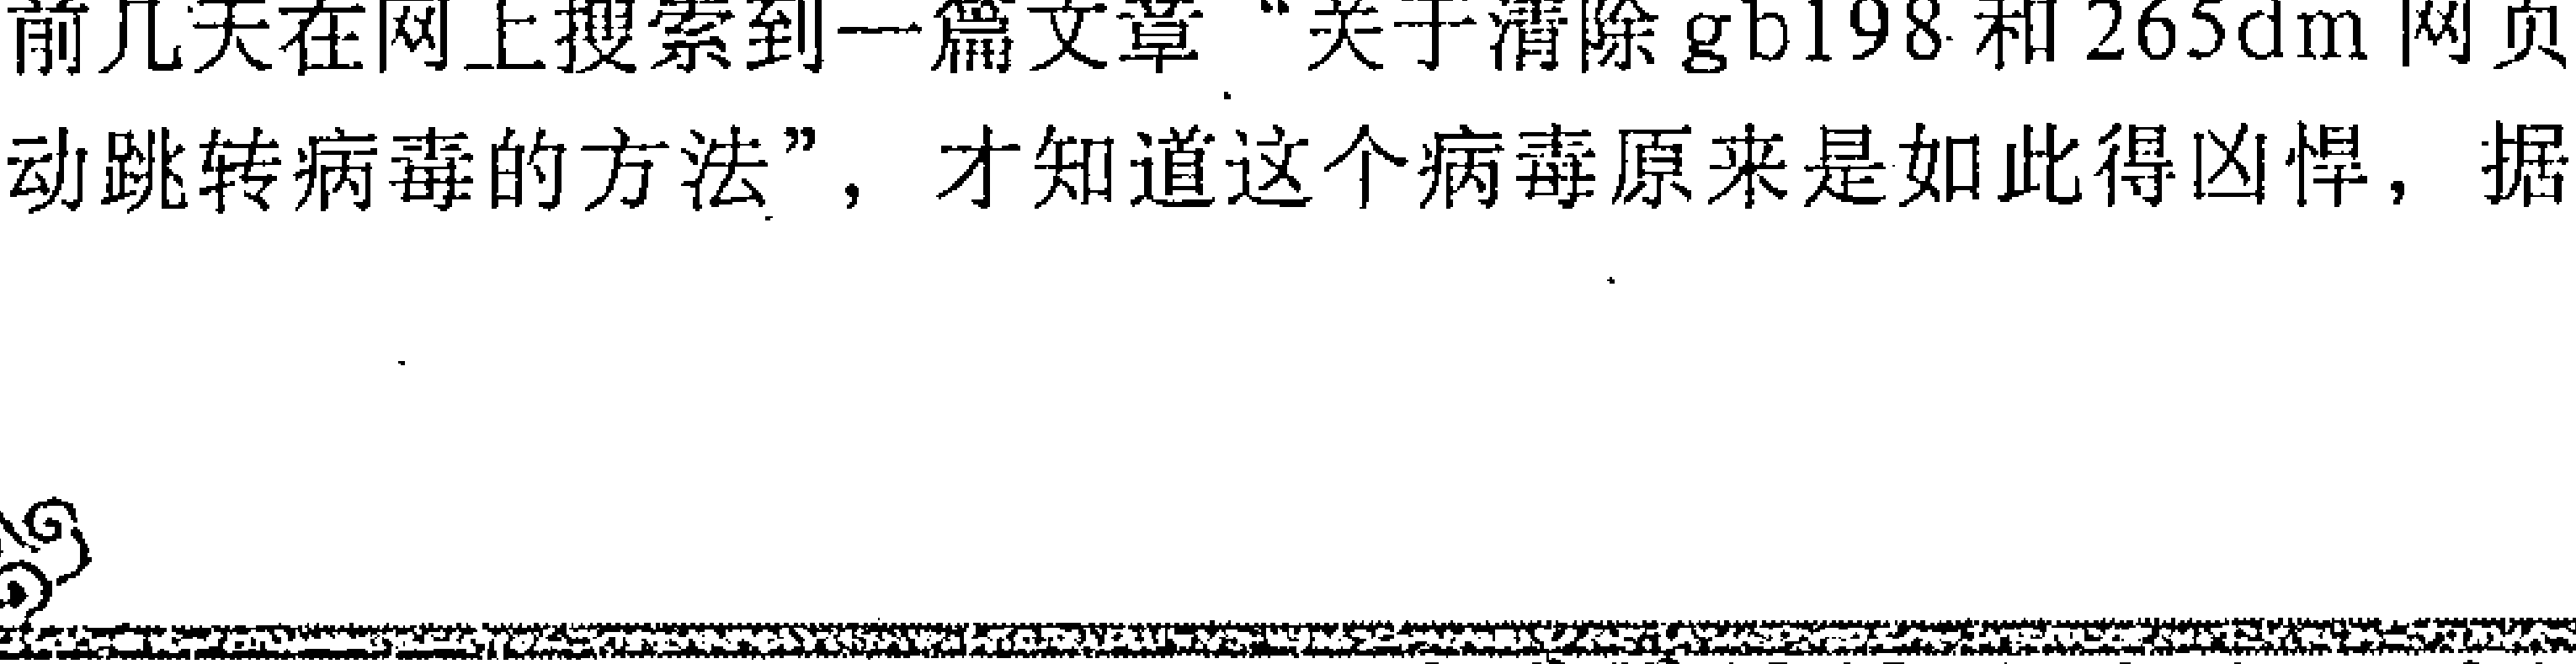 前几天在网上搜索到一篇文章“关于清除gb198和265dm网页
动跳转病毒的方法”，才知道这个病毒原来是如此得凶悍，据